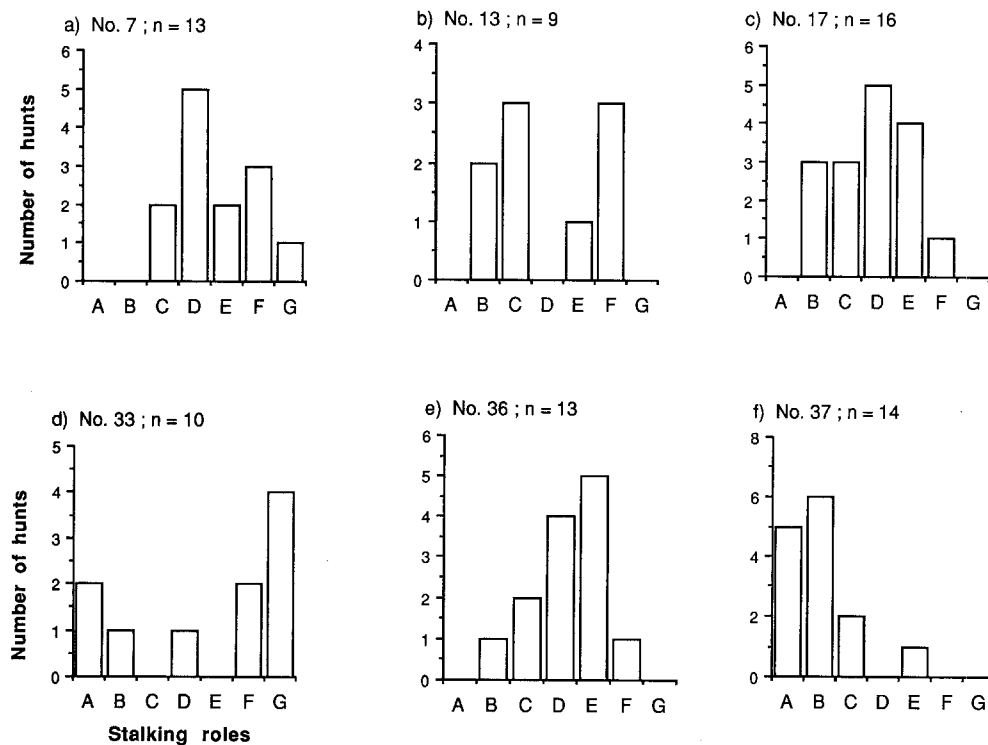 a) No. 7 ; n = 13
Number of hunts
6
5
4
3
2
1
0
A B C D E F G
b) No. 13 ; n = 9
4
3
2
1
0
A B C D E F G
c) No. 17 ; n = 16
6
5
4
3
2
1
0
A B C D E F G
d) No. 33 ; n = 10
Number of hunts
5
4
3
2
1
0
A B C D E F G
Stalking roles
e) No. 36 ; n = 13
6
5
4
3
2
1
0
A B C D E F G
f) No. 37 ; n = 14
8
6
4
2
0
A B C D E F G